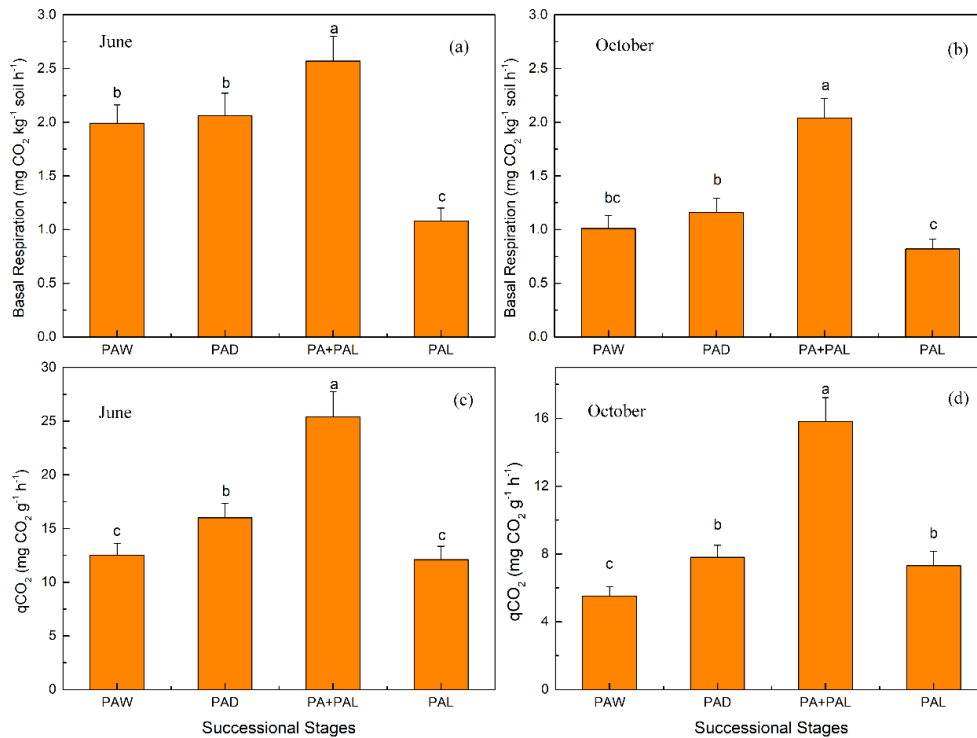 June
(a)
Basal Respiration (mg CO₂ kg⁻¹ soil h⁻¹)
3.0
2.5
2.0
1.5
1.0
0.5
0.0
b
b
a
c
PAW
PAD
PA+PAL
PAL
October
(b)
Basal Respiration (mg CO₂ kg⁻¹ soil h⁻¹)
3.0
2.5
2.0
1.5
1.0
0.5
0.0
bc
b
a
c
PAW
PAD
PA+PAL
PAL
June
(c)
qCO₂ (mg CO₂ g⁻¹ h⁻¹)
30
25
20
15
10
5
0
c
b
a
c
PAW
PAD
PA+PAL
PAL
Successional Stages
October
(d)
qCO₂ (mg CO₂ g⁻¹ h⁻¹)
16
12
8
4
0
c
b
a
b
PAW
PAD
PA+PAL
PAL
Successional Stages